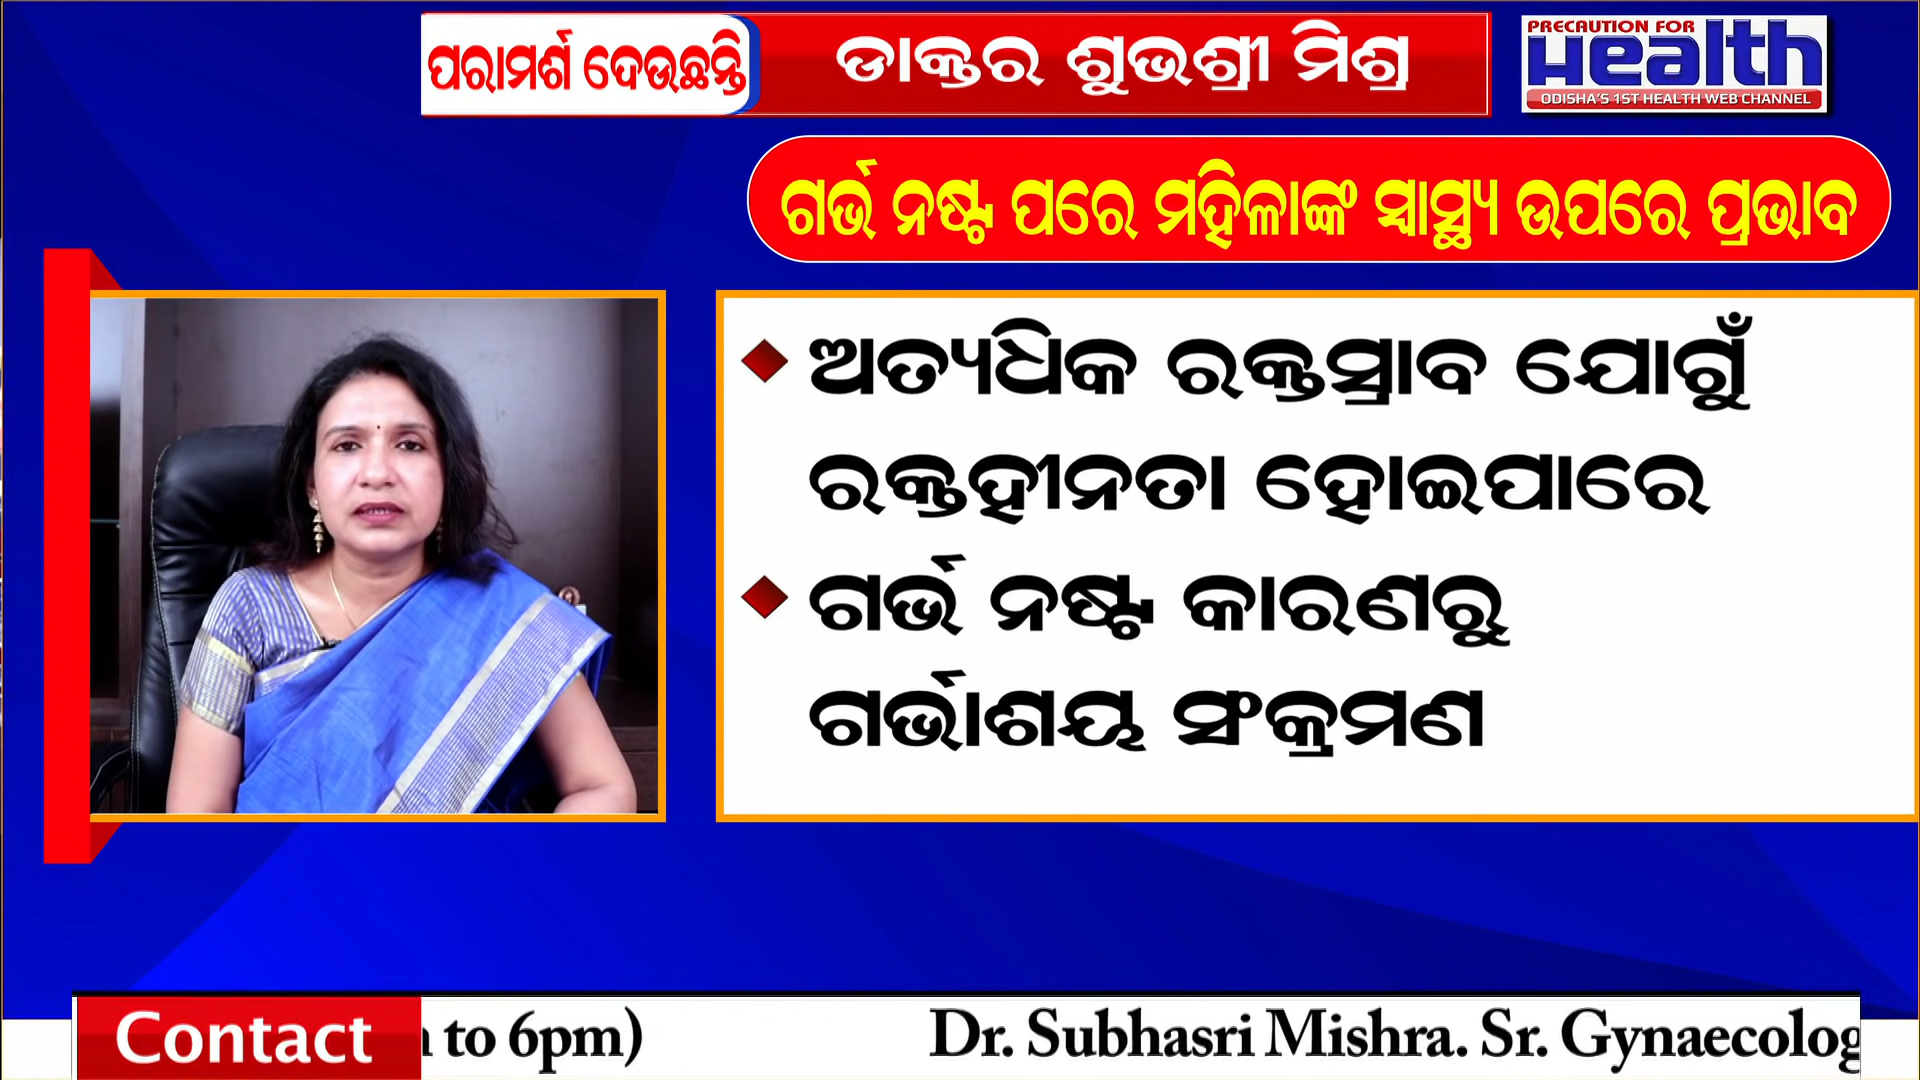 ପରାମର୍ଶ ଦେଉଛନ୍ତି
ଡାକ୍ତର ଶୁଭଶ୍ରୀ ମିଶ୍ର
PRECAUTION FOR
Health
ODISHA'S 1ST HEALTH WEB CHANNEL
ଗର୍ଭ ନଷ୍ଟ ପରେ ମହିଳାଙ୍କ ସ୍ୱାସ୍ଥ୍ୟ ଉପରେ ପ୍ରଭାବ
ଅତ୍ୟଧିକ ରକ୍ତସ୍ରାବ ଯୋଗୁଁ
ରକ୍ତହୀନତା ହୋଇପାରେ
ଗର୍ଭ ନଷ୍ଟ କାରଣରୁ
ଗର୍ଭାଶୟ ସଂକ୍ରମଣ
Contact
to 6pm) Dr. Subhasri Mishra. Sr. Gynaecolog